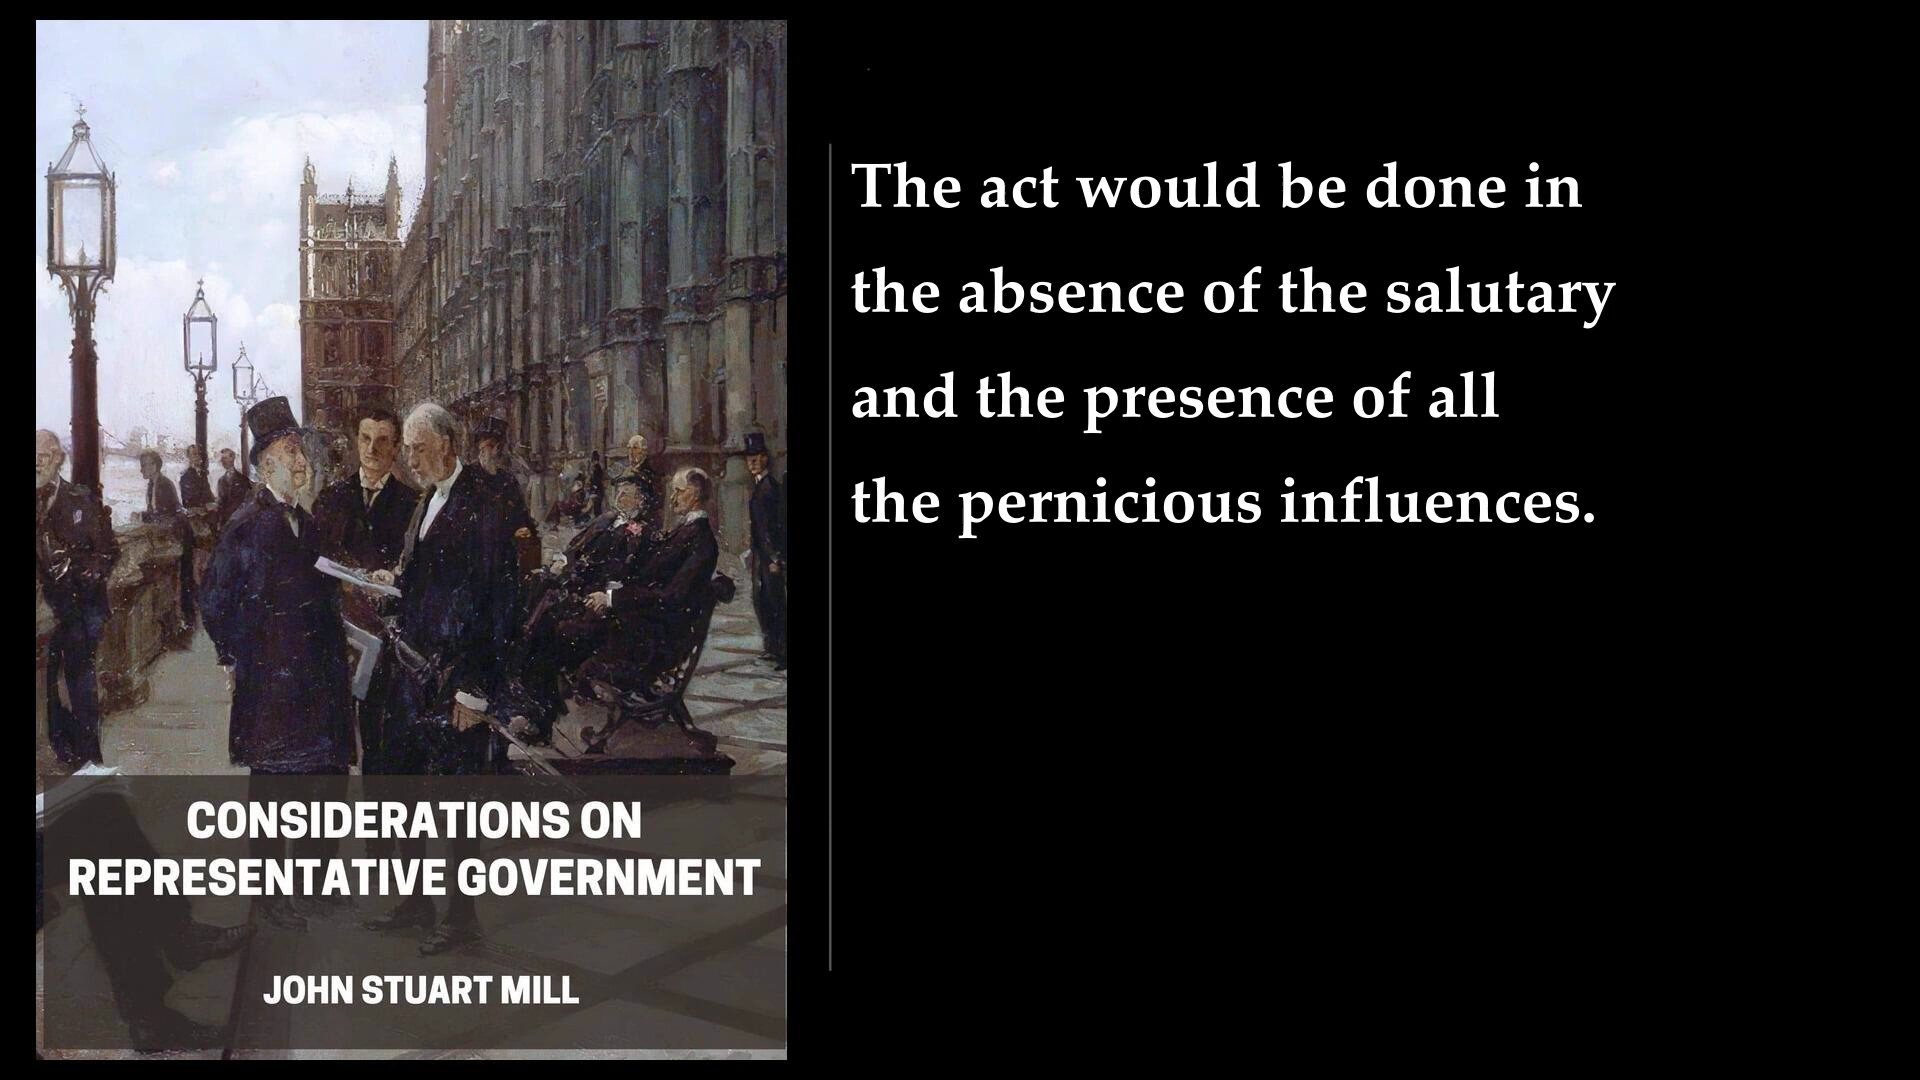 The act would be done in
the absence of the salutary
and the presence of all
the pernicious influences.
CONSIDERATIONS ON
REPRESENTATIVE GOVERNMENT
JOHN STUART MILL